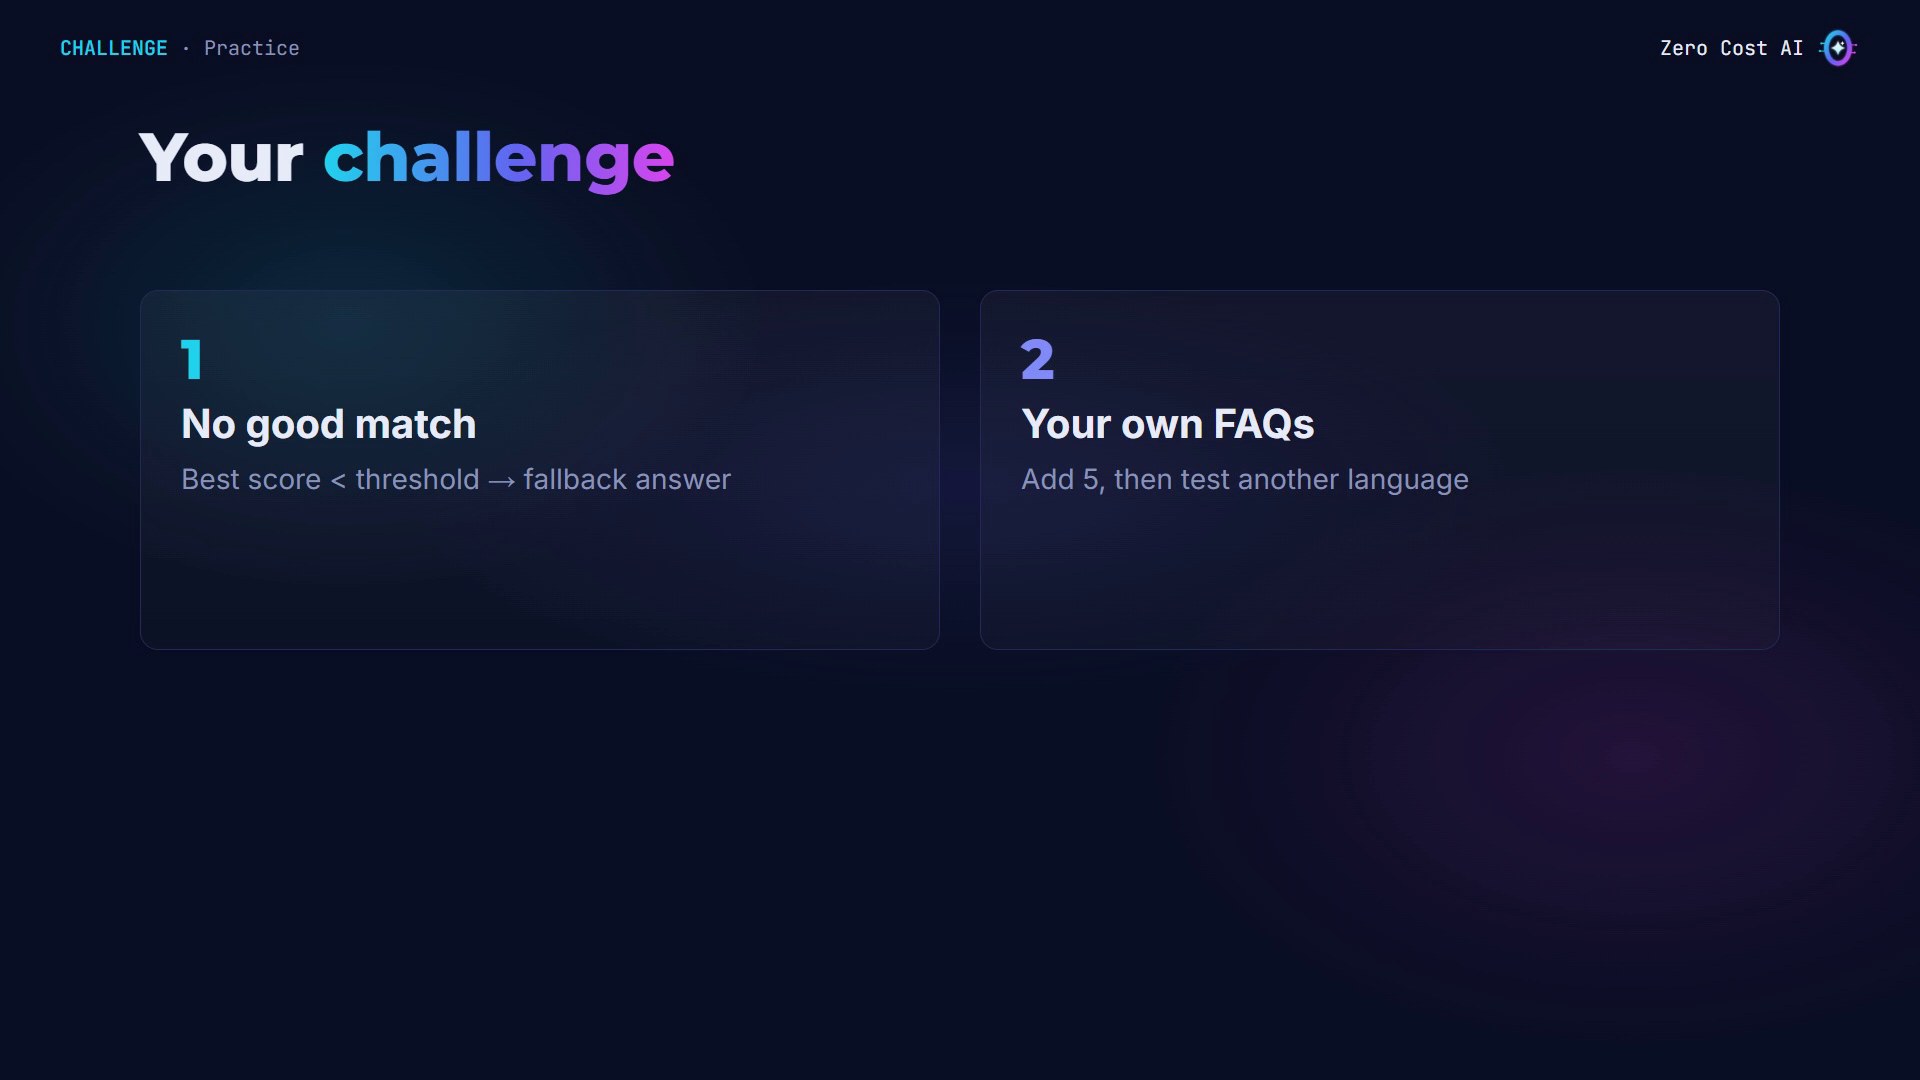 CHALLENGE · Practice
Zero Cost AI
Your challenge
1
No good match
Best score < threshold → fallback answer
2
Your own FAQs
Add 5, then test another language